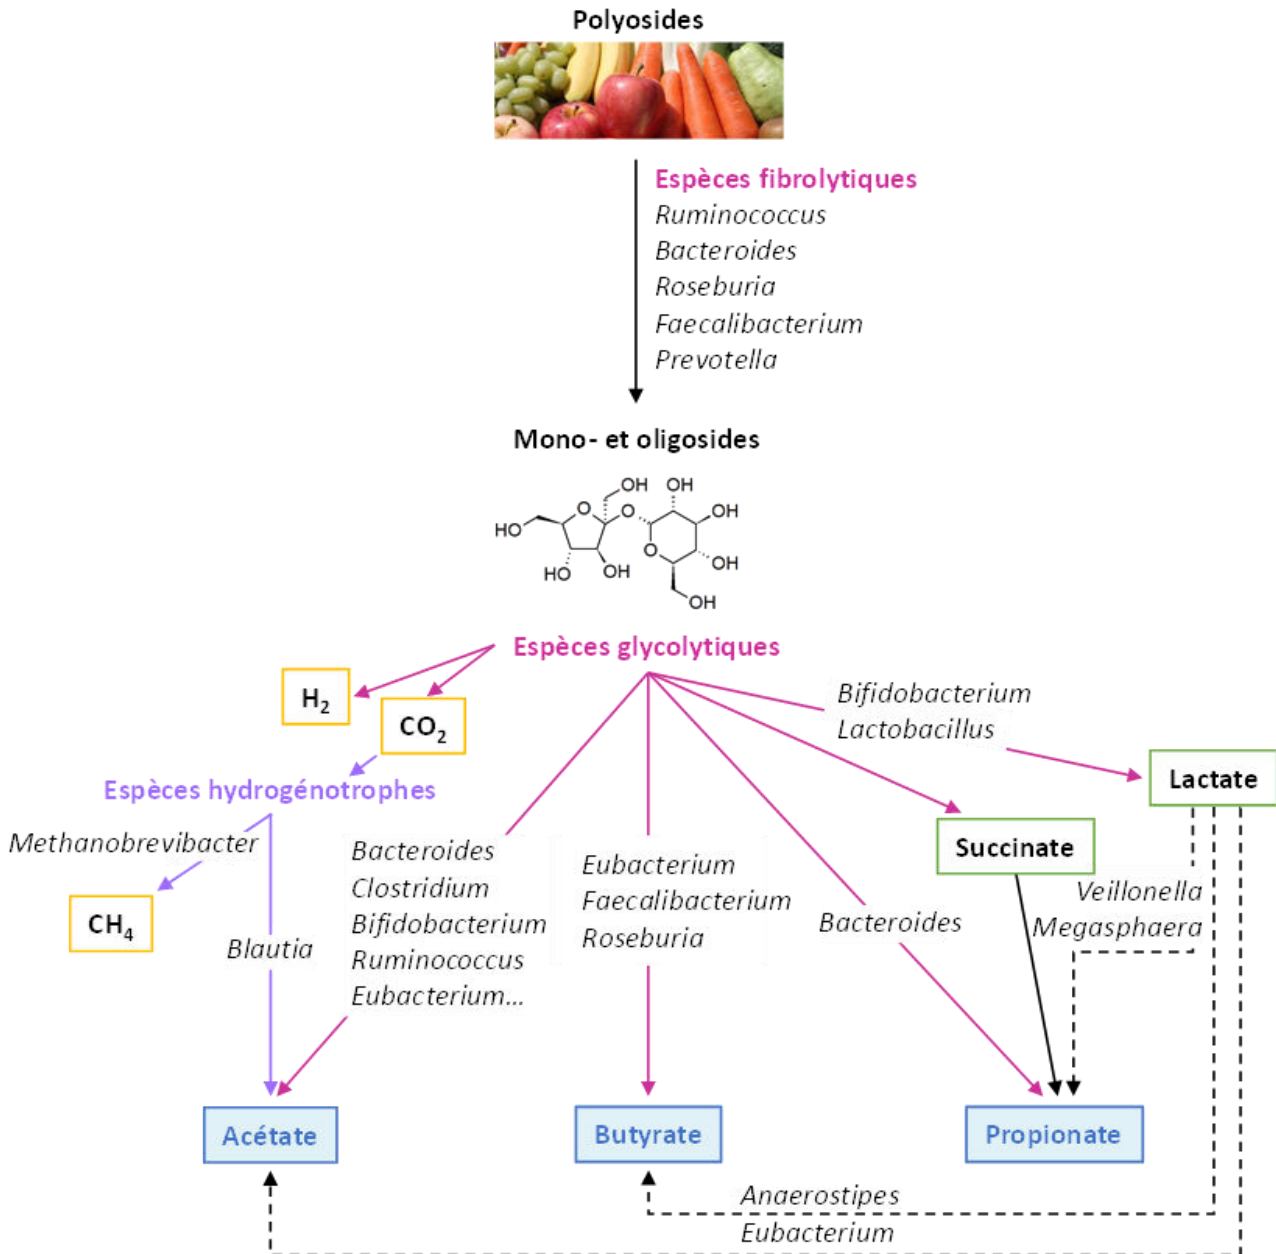 Polyosides
Espèces fibrolytiques
Ruminococcus
Bacteroides
Roseburia
Faecalibacterium
Prevotella
Mono- et oligosides
OH
OH
HO
O
O
OH
O
HO
OH
OH
OH
Espèces glycolytiques
H2
CO2
Bifidobacterium
Lactobacillus
Lactate
Espèces hydrogénotrophes
Methanobrevibacter
CH4
Blautia
Bacteroides
Clostridium
Bifidobacterium
Ruminococcus
Eubacterium...
Eubacterium
Faecalibacterium
Roseburia
Bacteroides
Succinate
Veillonella
Megasphaera
Acétate
Butyrate
Propionate
Anaerostipes
Eubacterium